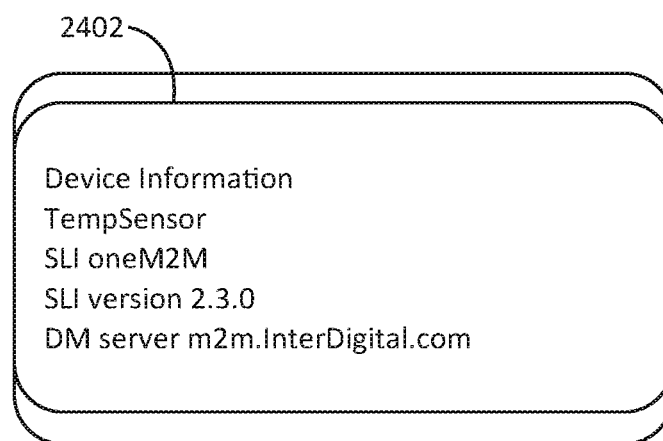 2402
Device Information
TempSensor
SLI oneM2M
SLI version 2.3.0
DM server m2m.InterDigital.com